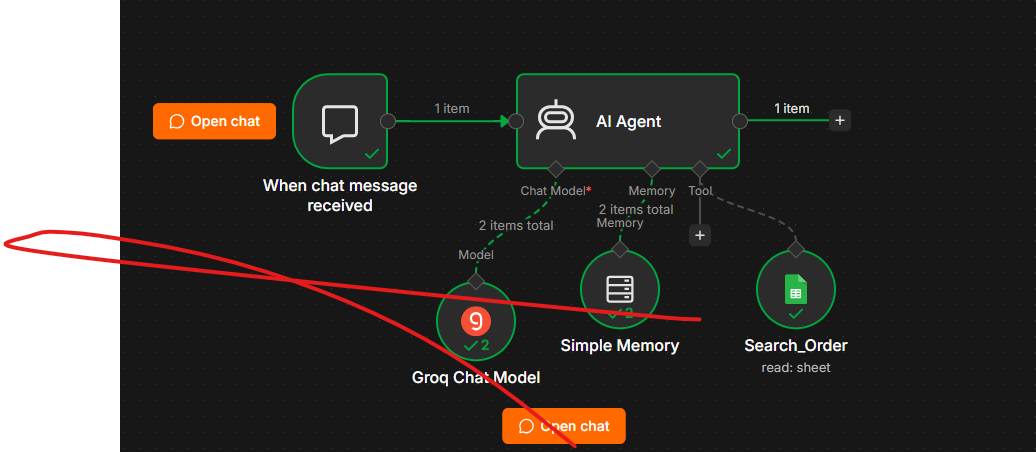 Open chat
1 item
AI Agent
1 item
+
When chat message
received
Chat Model*
Memory
Tool
2 items total
2 items total
Memory
+
Model
2
2
Groq Chat Model
Simple Memory
Search_Order
read: sheet
Open chat